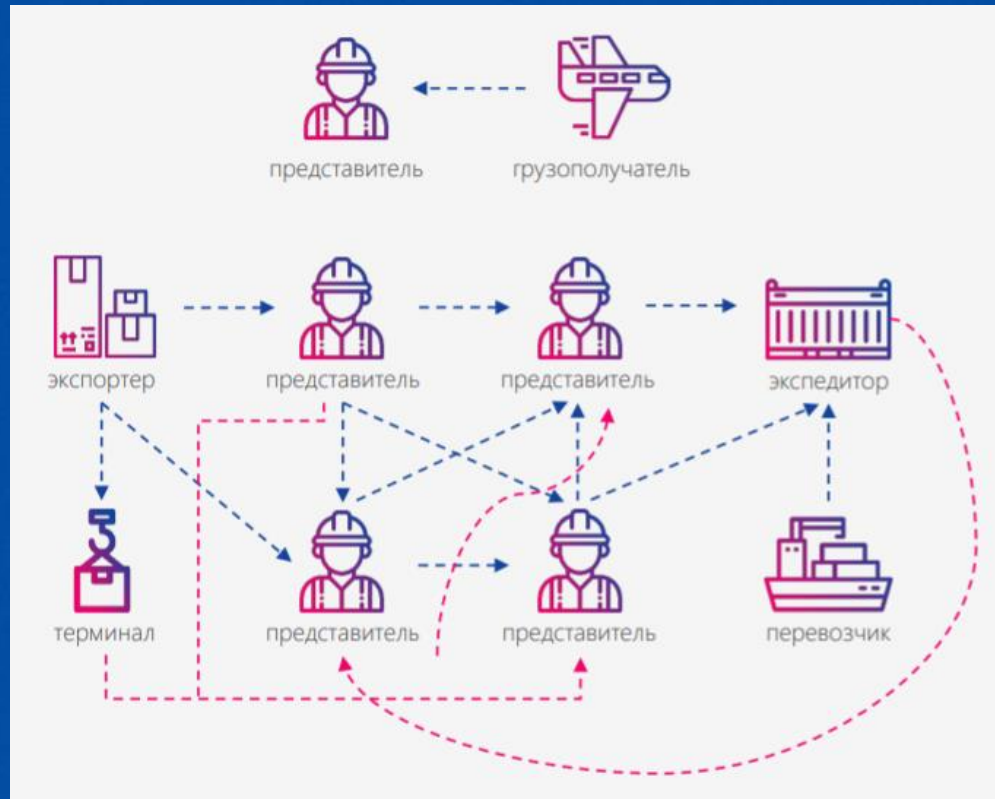 представитель
грузополучатель
экспортер
представитель
представитель
экспедитор
терминал
представитель
представитель
перевозчик